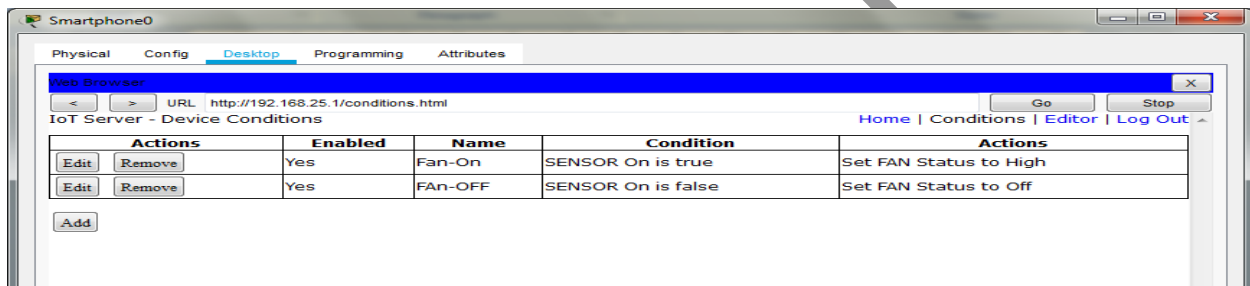 Smartphone0
Physical Config Desktop Programming Attributes
Web Browser X
< > URL http://192.168.25.1/conditions.html Go Stop
IoT Server - Device Conditions Home | Conditions | Editor | Log Out
Actions Enabled Name Condition Actions
Edit Remove Yes Fan-On SENSOR On is true Set FAN Status to High
Edit Remove Yes FAn-OFF SENSOR On is false Set FAN Status to Off
Add